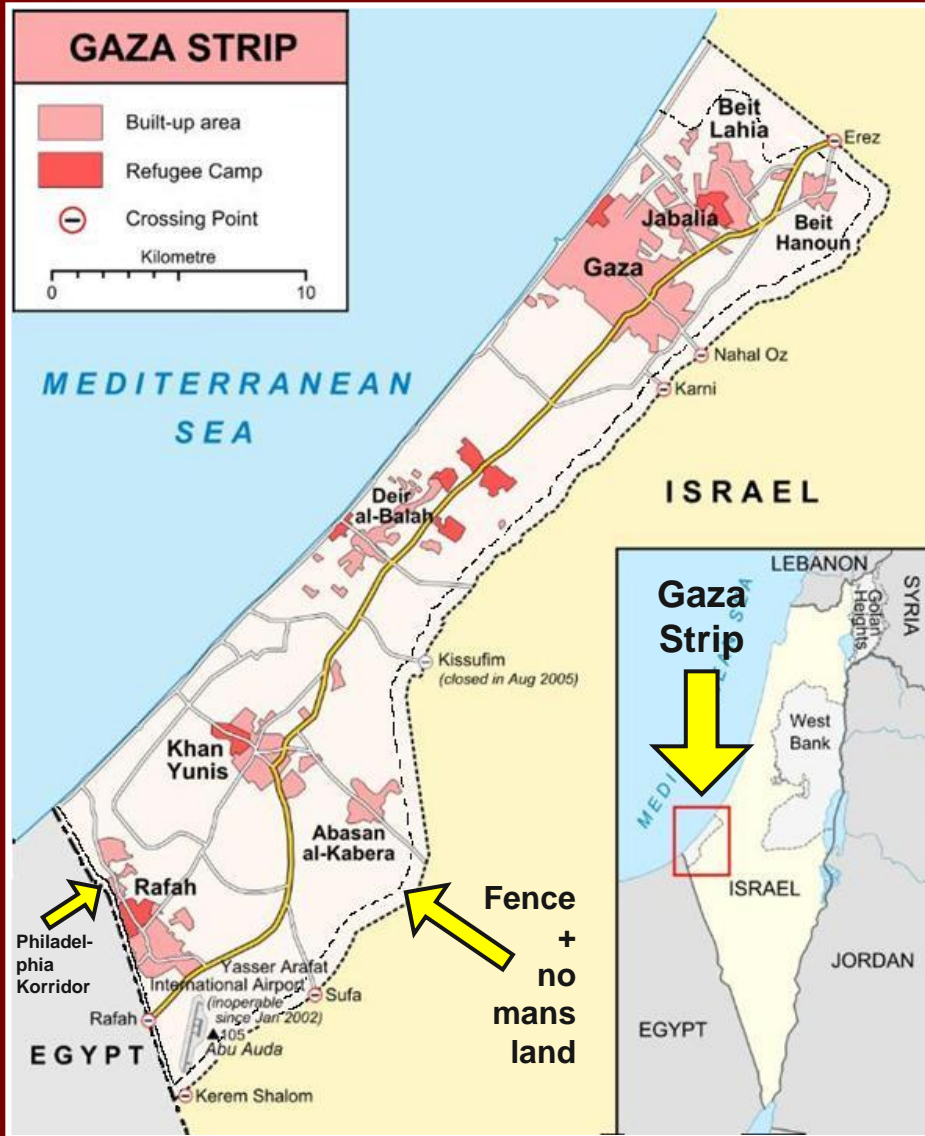 GAZA STRIP
Built-up area
Refugee Camp
Crossing Point
Kilometre
0
10
MEDITERRANEAN
SEA
Beit
Lahia
Erez
Jabalia
Beit
Hanoun
Gaza
Nahal Oz
Karni
ISRAEL
Deir
al-Balah
Kissufim
(closed in Aug 2005)
Khan
Yunis
Abasan
al-Kabera
Rafah
Philadel-
phia
Korridor
Fence
+
no
mans
land
Yasser Arafat
International Airport
(inoperable
since Jan 2002)
Sufa
Rafah
105
Abu Auda
EGYPT
Kerem Shalom
LEBANON
SYRIA
Golan
Heights
Gaza
Strip
West
Bank
ISRAEL
JORDAN
EGYPT